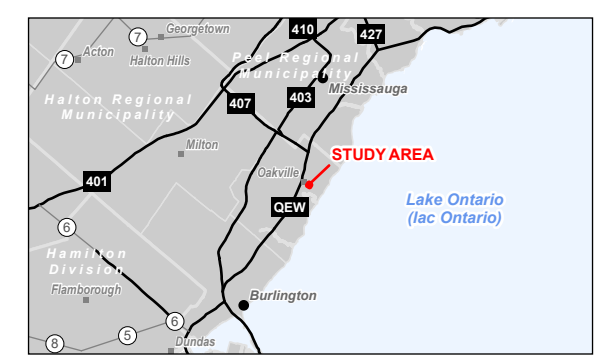 Georgetown
410
427
7
7
Acton
Halton Hills
Peel Regional
Municipality
Mississauga
Halton Regional
Municipality
407
403
Milton
STUDY AREA
401
Oakville
QEW
Lake Ontario
(lac Ontario)
6
Hamilton
Division
Flamborough
Burlington
6
5
8
Dundas